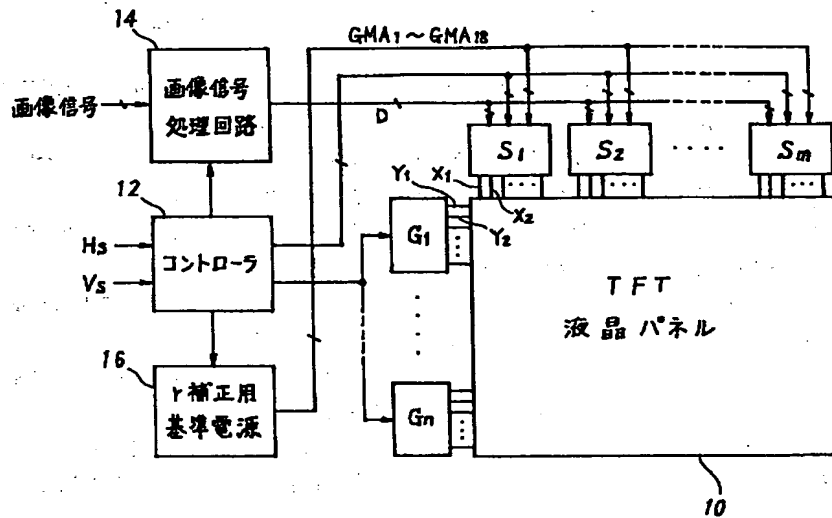 14
GMA1～GMA18
画像信号
画像信号
処理回路
D
S1
S2
‥‥
Sm
12
X1
Y1
X2
Y2
Hs
Vs
コントローラ
G1
TFT
液晶パネル
16
γ補正用
基準電源
Gn
10